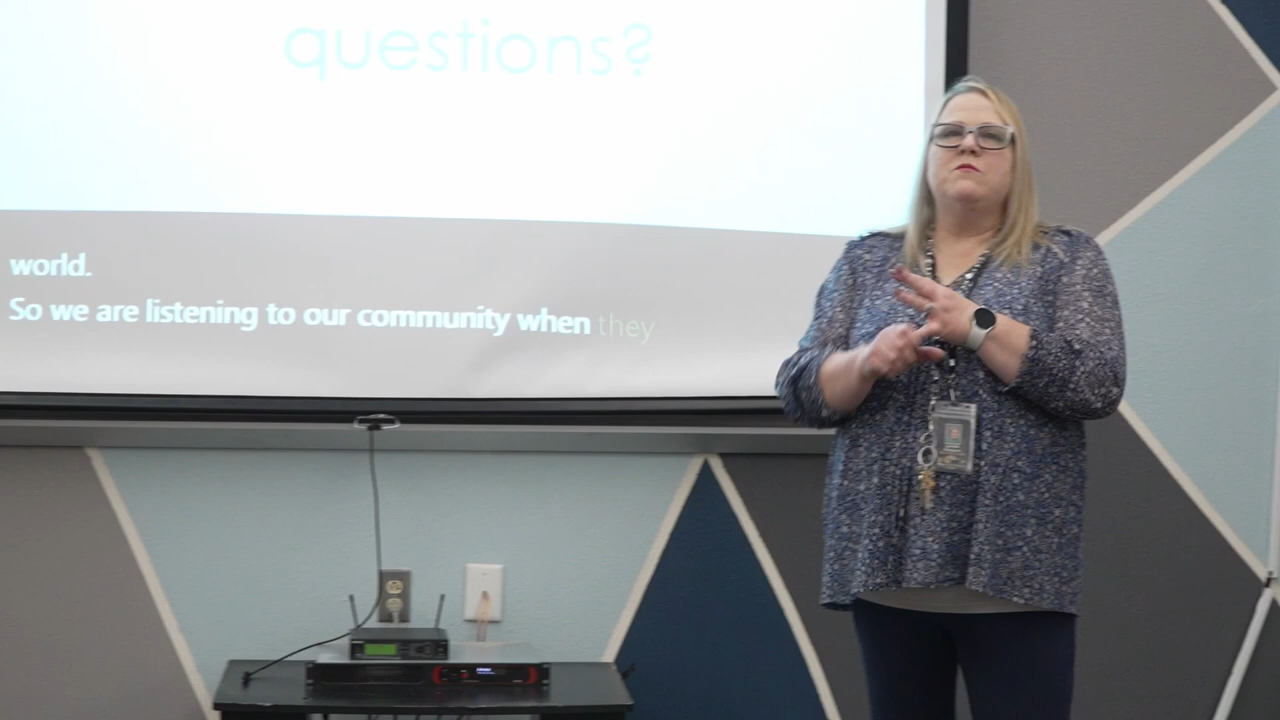 questions?
world.
So we are listening to our community when they